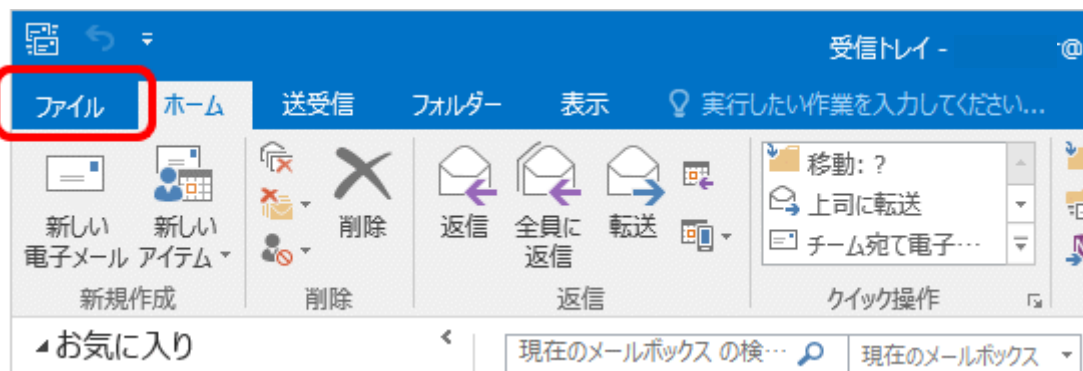 受信トレイ - @
ファイル ホーム 送受信 フォルダー 表示 実行したい作業を入力してください...
新しい
電子メール
新しい
アイテム
削除
返信
全員に
返信
転送
移動: ?
上司に転送
チーム宛て電子…
新規作成 削除 返信 クイック操作
お気に入り
現在のメールボックス の検… 現在のメールボックス